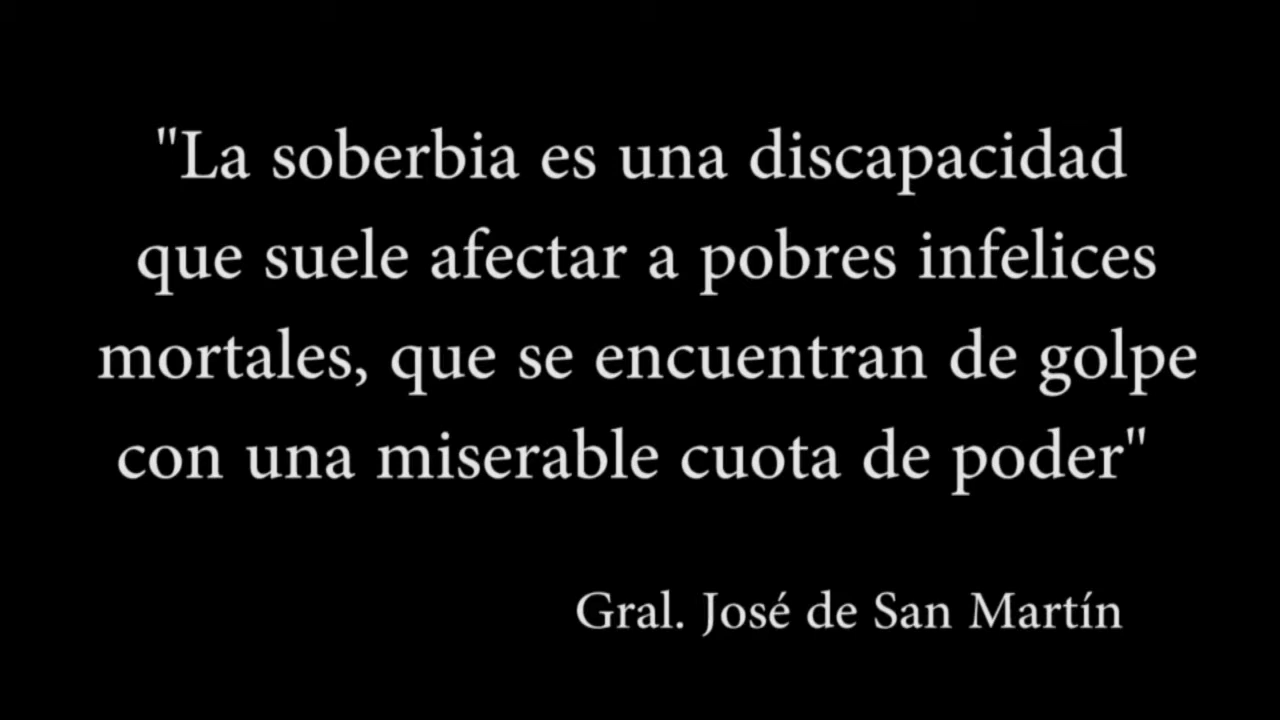 "La soberbia es una discapacidad
que suele afectar a pobres infelices
mortales, que se encuentran de golpe
con una miserable cuota de poder"
Gral. José de San Martín